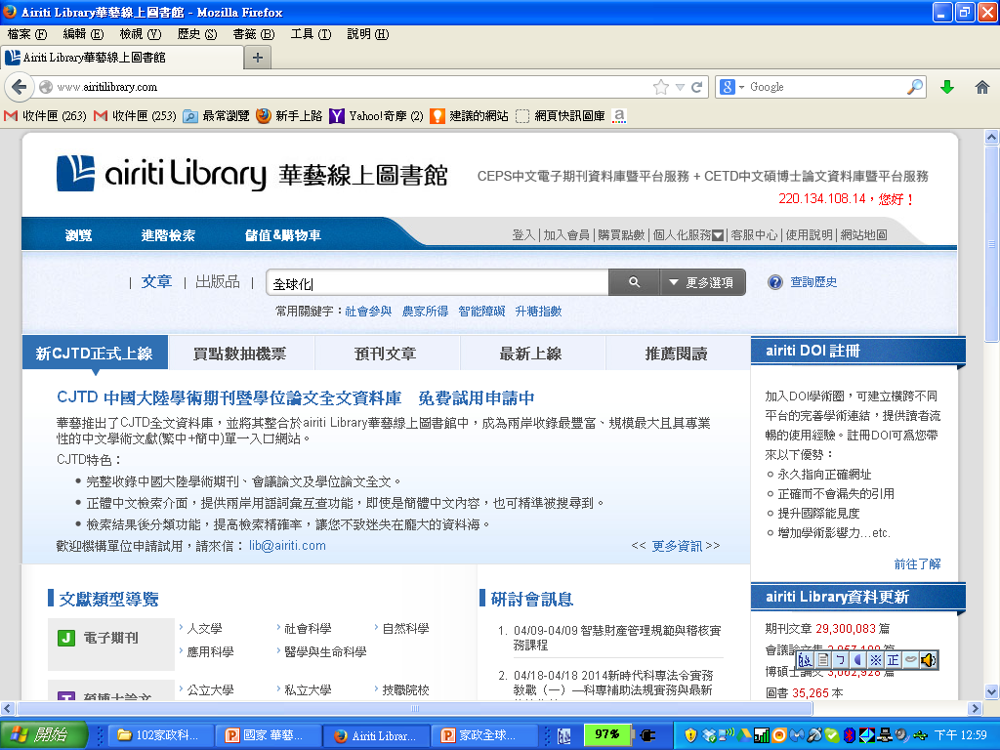 Airiti Library華藝線上圖書館 - Mozilla Firefox
檔案(F) 編輯(E) 檢視(V) 歷史(S) 書籤(B) 工具(T) 說明(H)
Airiti Library華藝線上圖書館
www.airitilibrary.com
Google
收件匣 (263) 收件匣 (253) 最常瀏覽 新手上路 Yahoo!奇摩 (2) 建議的網站 網頁快訊圖庫
airiti Library 華藝線上圖書館
CEPS中文電子期刊資料庫暨平台服務 + CETD中文碩博士論文資料庫暨平台服務
220.134.108.14，您好！
瀏覽 進階檢索 儲值&購物車
登入|加入會員|購買點數|個人化服務|客服中心|使用說明|網站地圖
| 文章 | 出版品 |
全球化
更多選項
查詢歷史
常用關鍵字：社會參與 農家所得 智能障礙 升糖指數
新CJTD正式上線 買點數抽機票 預刊文章 最新上線 推薦閱讀
CJTD 中國大陸學術期刊暨學位論文全文資料庫 免費試用申請中
華藝推出了CJTD全文資料庫，並將其整合於airiti Library華藝線上圖書館中，成為兩岸收錄最豐富、規模最大且具專業
性的中文學術文獻(繁中+簡中)單一入口網站。
CJTD特色：
• 完整收錄中國大陸學術期刊、會議論文及學位論文全文。
• 正體中文檢索介面，提供兩岸用語詞彙互查功能，即使是簡體中文內容，也可精準被搜尋到。
• 檢索結果後分類功能，提高檢索精確率，讓您不致迷失在龐大的資料海。
歡迎機構單位申請試用，請來信： lib@airiti.com
<< 更多資訊 >>
airiti DOI 註冊
加入DOI學術圈，可建立橫跨不同
平台的完善學術連結，提供讀者流
暢的使用經驗。註冊DOI可為您帶
來以下優勢：
永久指向正確網址
正確而不會漏失的引用
提升國際能見度
增加學術影響力...etc.
前往了解
文獻類型導覽
J 電子期刊
人文學 社會科學 自然科學
應用科學 醫學與生命科學
T 碩博士論文
公立大學 私立大學 技職院校
研討會訊息
1. 04/09-04/09 智慧財產管理規範與稽核實
務課程
2. 04/18-04/18 2014新時代科專法令實務
教戰（一）—科專補助法規實務與最新
airiti Library資料更新
期刊文章 29,300,083 篇
會議論文集
博碩士論文 篇
圖書 35,265 本
正
開始
102家政科...
國家 華藝...
Airiti Librar...
家政全球...
97%
下午 12:59